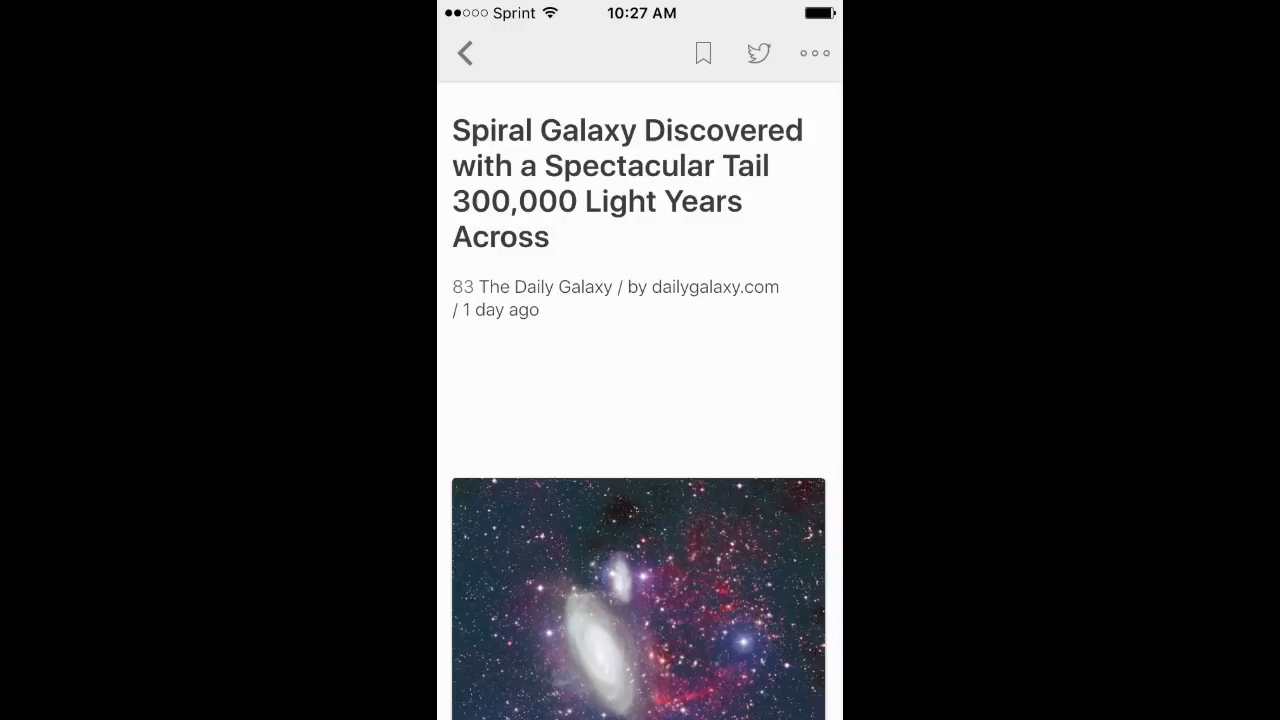 Sprint 10:27 AM
Spiral Galaxy Discovered
with a Spectacular Tail
300,000 Light Years
Across
83 The Daily Galaxy / by dailygalaxy.com
/ 1 day ago